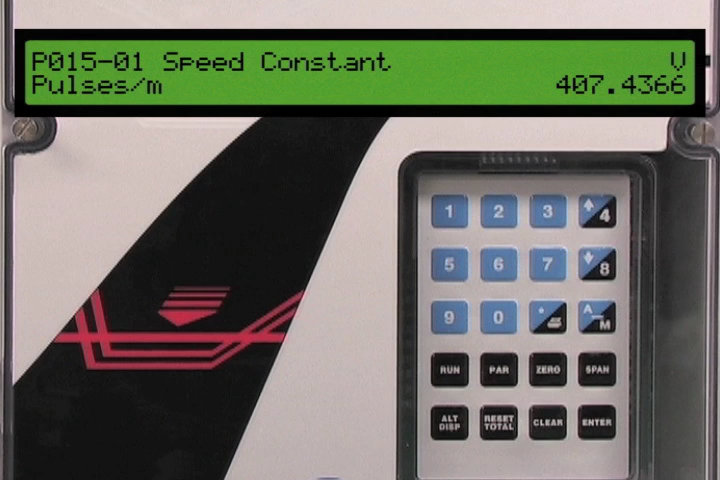 P015-01 Speed Constant V
Pulses/m 407.4366
1 2 3 4
5 6 7 8
9 0 A M
RUN PAR ZERO SPAN
ALT DISP RESET TOTAL CLEAR ENTER